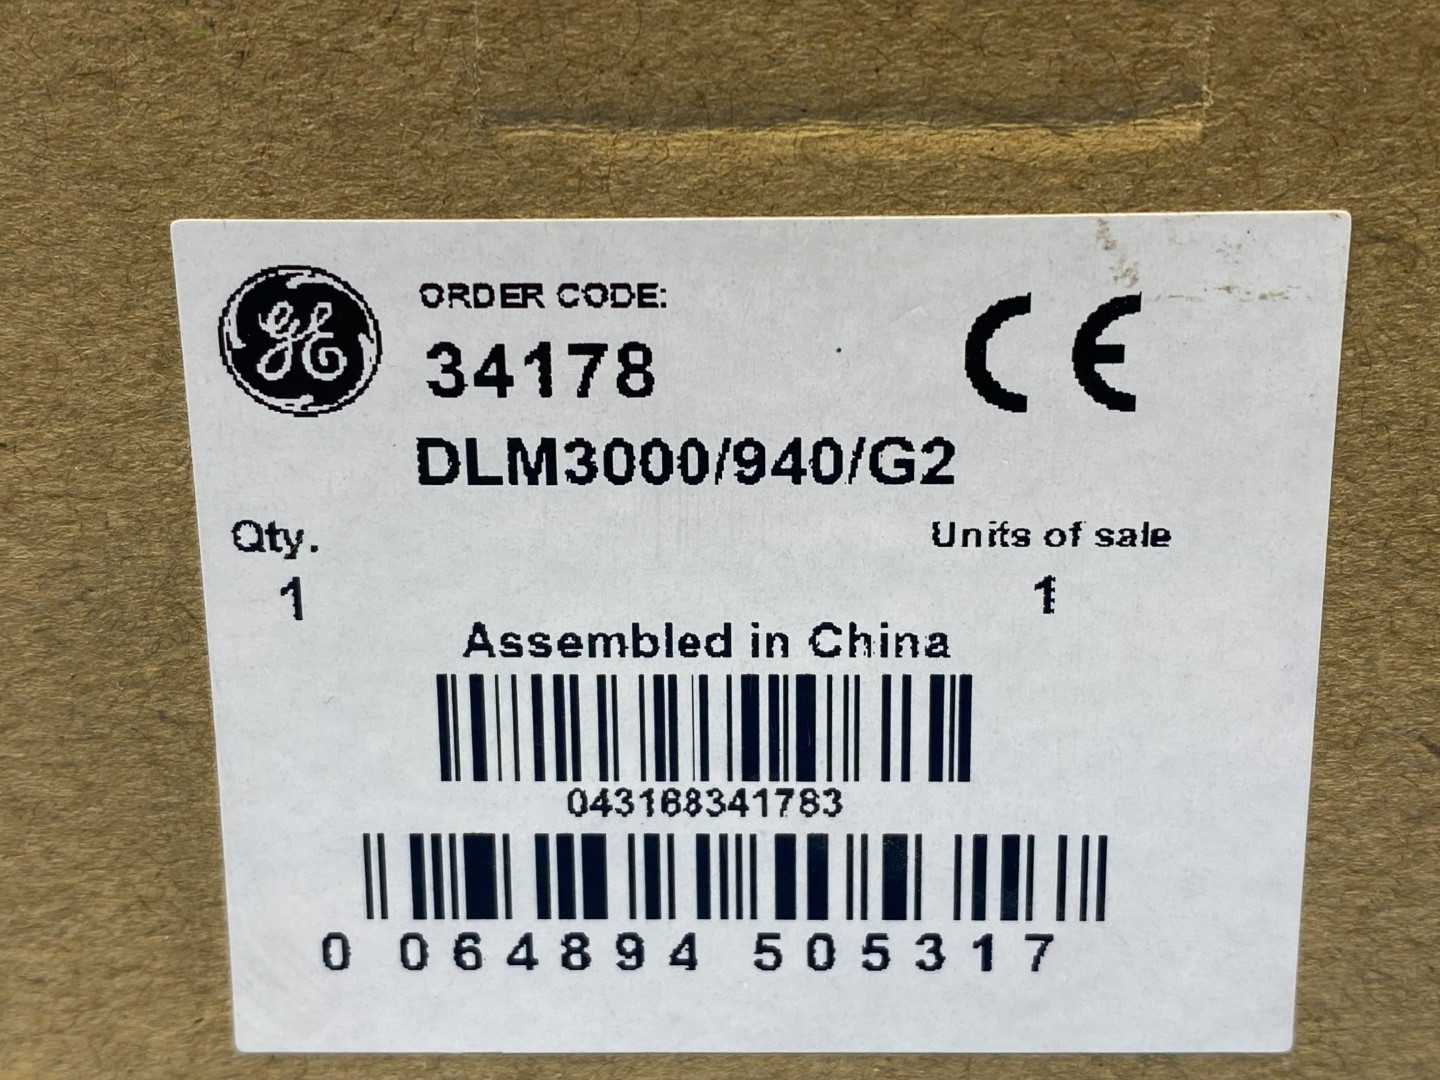 GE
ORDER CODE:
34178
CE
DLM3000/940/G2
Qty.
Units of sale
1
1
Assembled in China
043168341783
0 064894 505317